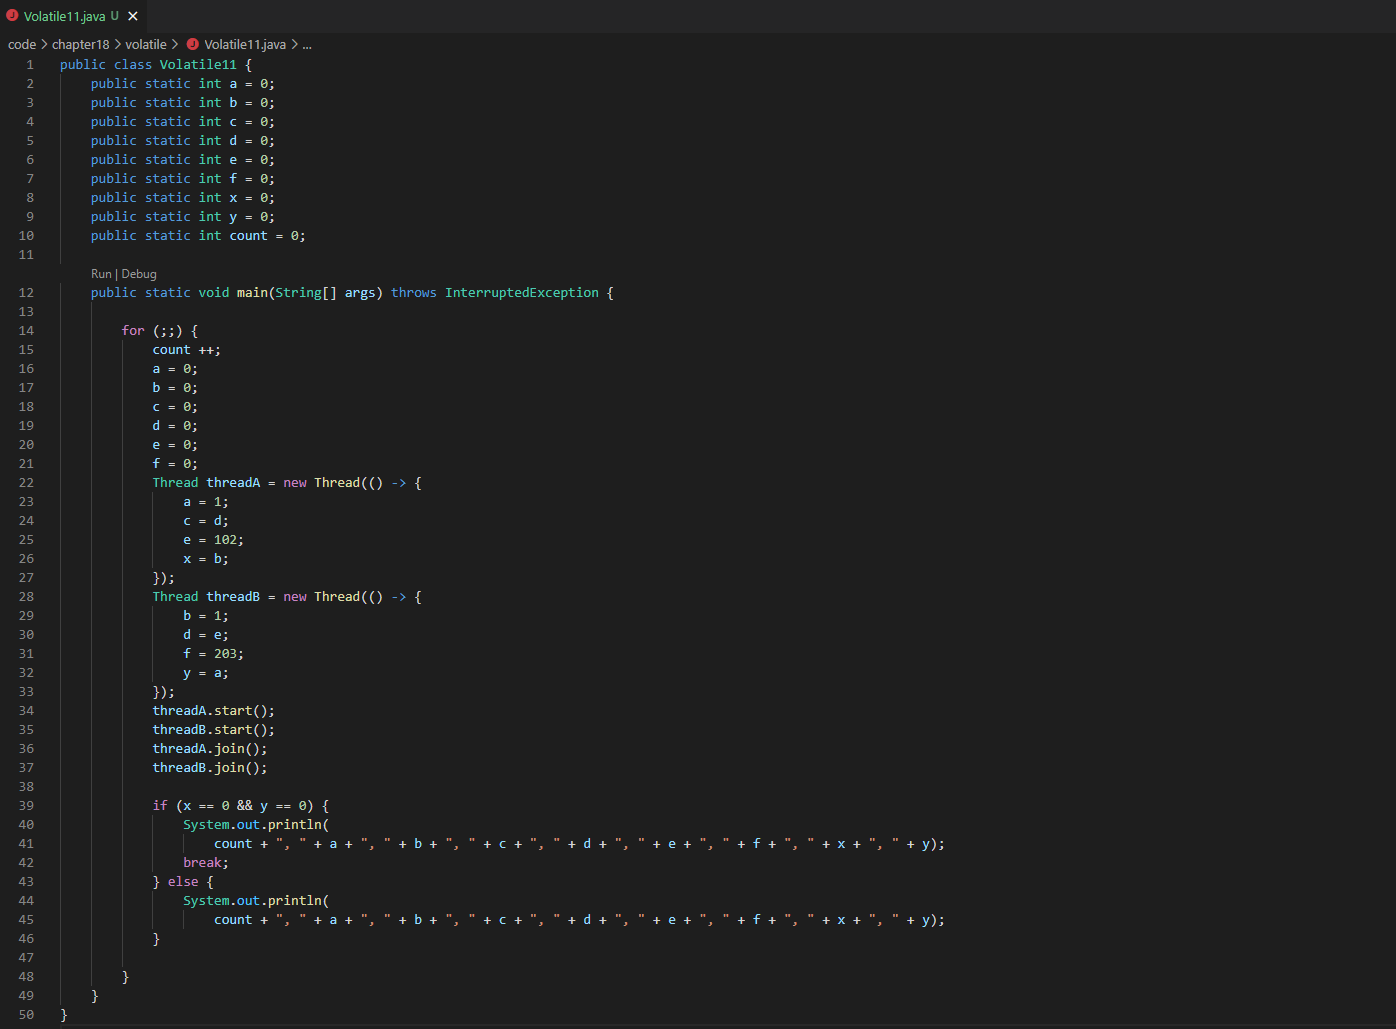 Volatile11.java U ×
code > chapter18 > volatile > Volatile11.java > ...
1 public class Volatile11 {
2 public static int a = 0;
3 public static int b = 0;
4 public static int c = 0;
5 public static int d = 0;
6 public static int e = 0;
7 public static int f = 0;
8 public static int x = 0;
9 public static int y = 0;
10 public static int count = 0;
11
Run | Debug
12 public static void main(String[] args) throws InterruptedException {
13
14 for (;;) {
15 count ++;
16 a = 0;
17 b = 0;
18 c = 0;
19 d = 0;
20 e = 0;
21 f = 0;
22 Thread threadA = new Thread(() -> {
23 a = 1;
24 c = d;
25 e = 102;
26 x = b;
27 });
28 Thread threadB = new Thread(() -> {
29 b = 1;
30 d = e;
31 f = 203;
32 y = a;
33 });
34 threadA.start();
35 threadB.start();
36 threadA.join();
37 threadB.join();
38
39 if (x == 0 && y == 0) {
40 System.out.println(
41 count + ", " + a + ", " + b + ", " + c + ", " + d + ", " + e + ", " + f + ", " + x + ", " + y);
42 break;
43 } else {
44 System.out.println(
45 count + ", " + a + ", " + b + ", " + c + ", " + d + ", " + e + ", " + f + ", " + x + ", " + y);
46 }
47
48 }
49 }
50 }